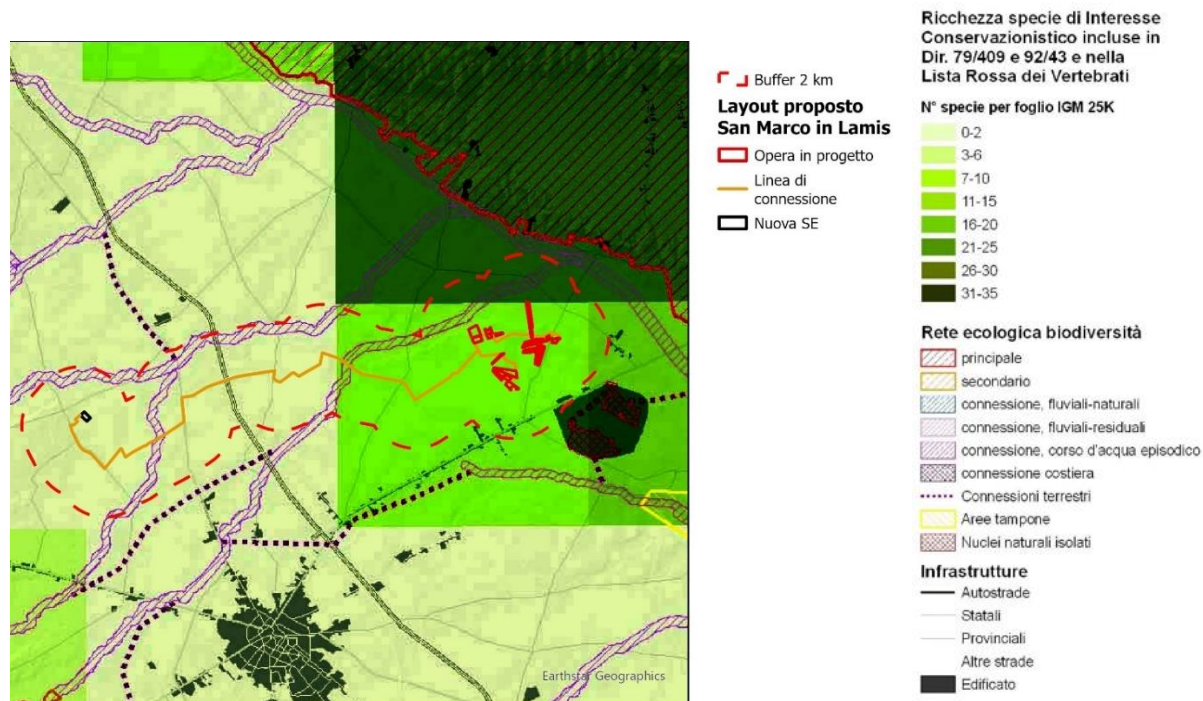 Buffer 2 km
Layout proposto
San Marco in Lamis
Opera in progetto
Linea di
connessione
Nuova SE
Earthstar Geographics
Ricchezza specie di Interesse
Conservazionistico incluse in
Dir. 79/409 e 92/43 e nella
Lista Rossa dei Vertebrati
N° specie per foglio IGM 25K
0-2
3-6
7-10
11-15
16-20
21-25
26-30
31-35
Rete ecologica biodiversità
principale
secondario
connessione, fluviali-naturali
connessione, fluviali-residuali
connessione, corso d'acqua episodico
connessione costiera
Connessioni terrestri
Aree tampone
Nuclei naturali isolati
Infrastrutture
Autostrade
Statali
Provinciali
Altre strade
Edificato